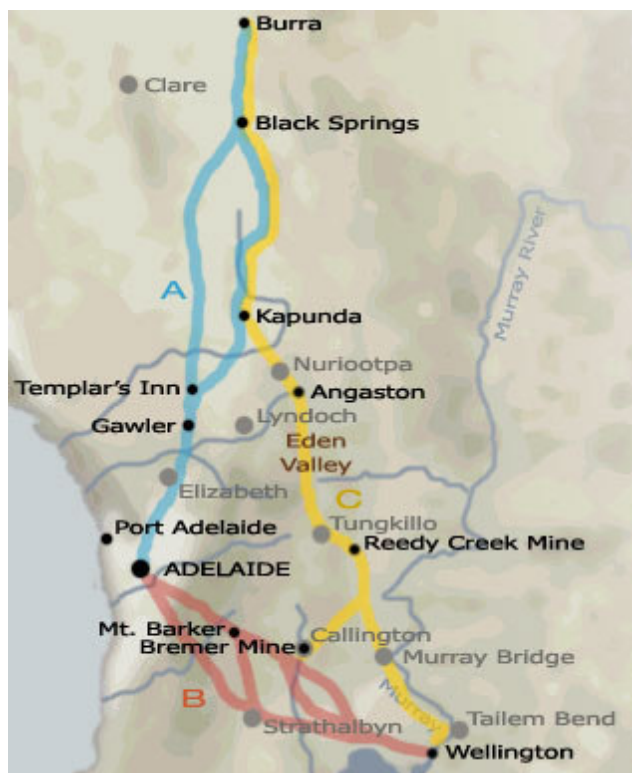 Burra
Clare
Black Springs
Murray River
A
Kapunda
Nuriootpa
Templar's Inn
Angaston
Gawler
Lyndoch
Eden
Valley
Elizabeth
C
Port Adelaide
Tungkillo
Reedy Creek Mine
ADELAIDE
Mt. Barker
Callington
Bremer Mine
Murray Bridge
B
Murray
Strathalbyn
Tailem Bend
Wellington